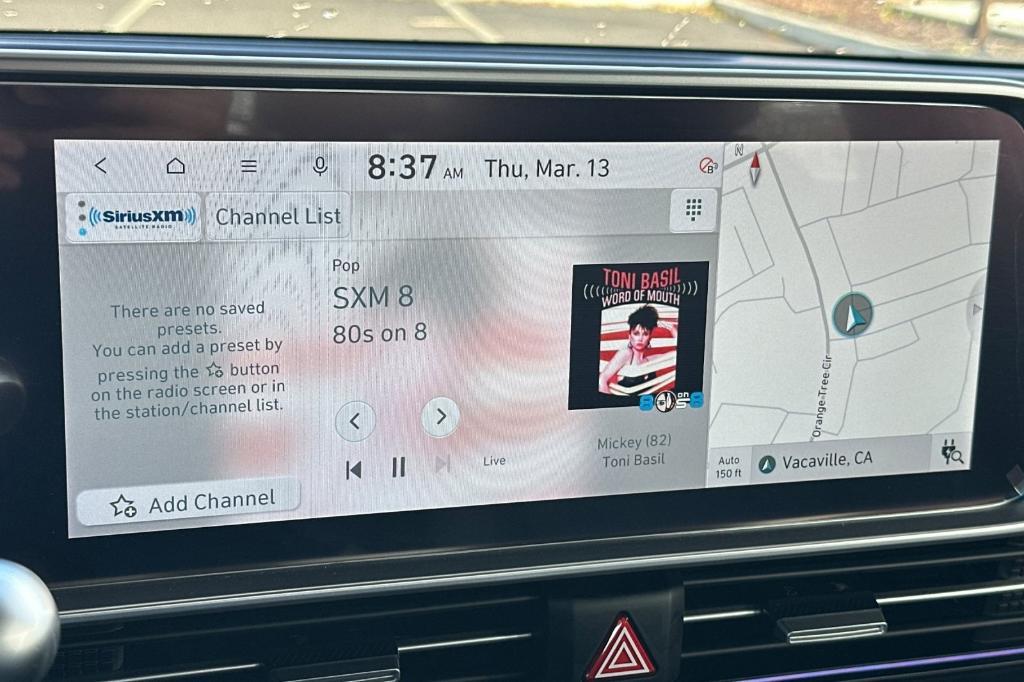 8:37 AM Thu, Mar. 13
B
N
((SiriusXm))
SATELLITE RADIO
Channel List
There are no saved
presets.
You can add a preset by
pressing the button
on the radio screen or in
the station/channel list.
Add Channel
Pop
SXM 8
80s on 8
Live
TONI BASIL
WORD OF MOUTH
8 on 8
Mickey (82)
Toni Basil
Orange-Tree-Cir
Auto
150 ft
Vacaville, CA